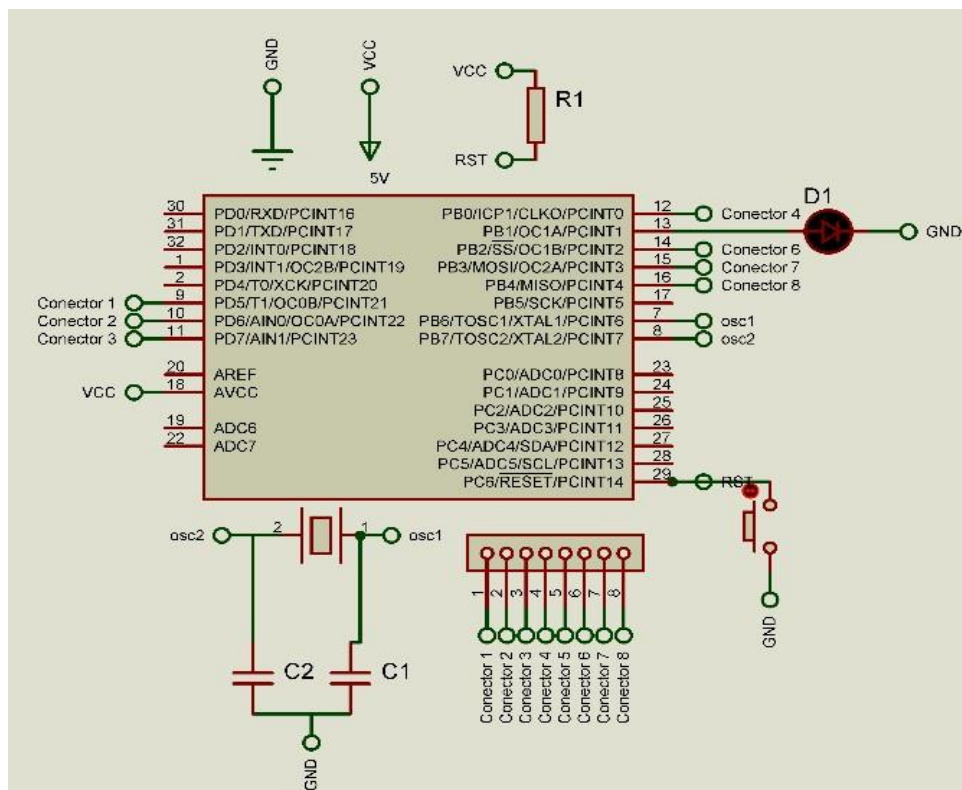 GND
VCC
5V
VCC
R1
RST
D1
GND
30 PD0/RXD/PCINT16
31 PD1/TXD/PCINT17
32 PD2/INT0/PCINT18
1 PD3/INT1/OC2B/PCINT19
2 PD4/T0/XCK/PCINT20
Conector 1 9 PD5/T1/OC0B/PCINT21
Conector 2 10 PD6/AIN0/OC0A/PCINT22
Conector 3 11 PD7/AIN1/PCINT23
20 AREF
VCC 18 AVCC
19 ADC6
22 ADC7
PB0/ICP1/CLKO/PCINT0 12 Conector 4
PB1/OC1A/PCINT1 13
PB2/SS/OC1B/PCINT2 14 Conector 6
PB3/MOSI/OC2A/PCINT3 15 Conector 7
PB4/MISO/PCINT4 16 Conector 8
PB5/SCK/PCINT5 17
PB6/TOSC1/XTAL1/PCINT6 7 osc1
PB7/TOSC2/XTAL2/PCINT7 8 osc2
PC0/ADC0/PCINT8 23
PC1/ADC1/PCINT9 24
PC2/ADC2/PCINT10 25
PC3/ADC3/PCINT11 26
PC4/ADC4/SDA/PCINT12 27
PC5/ADC5/SCL/PCINT13 28
PC6/RESET/PCINT14 29 RST
GND
osc2 2 1 osc1
C2 C1
GND
1 2 3 4 5 6 7 8
Conector 1
Conector 2
Conector 3
Conector 4
Conector 5
Conector 6
Conector 7
Conector 8